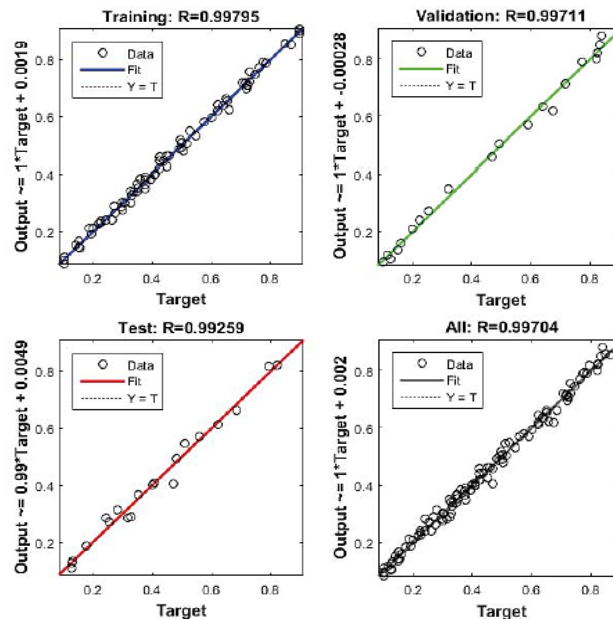 Training: R=0.99795
Output ~= 1*Target + 0.0019
Data
Fit
Y = T
0.8
0.6
0.4
0.2
0.2 0.4 0.6 0.8
Target
Validation: R=0.99711
Output ~= 1*Target + -0.00028
Data
Fit
Y = T
0.8
0.6
0.4
0.2
0.2 0.4 0.6 0.8
Target
Test: R=0.99259
Output ~= 0.99*Target + 0.0049
Data
Fit
Y = T
0.8
0.6
0.4
0.2
0.2 0.4 0.6 0.8
Target
All: R=0.99704
Output ~= 1*Target + 0.002
Data
Fit
Y = T
0.8
0.6
0.4
0.2
0.2 0.4 0.6 0.8
Target